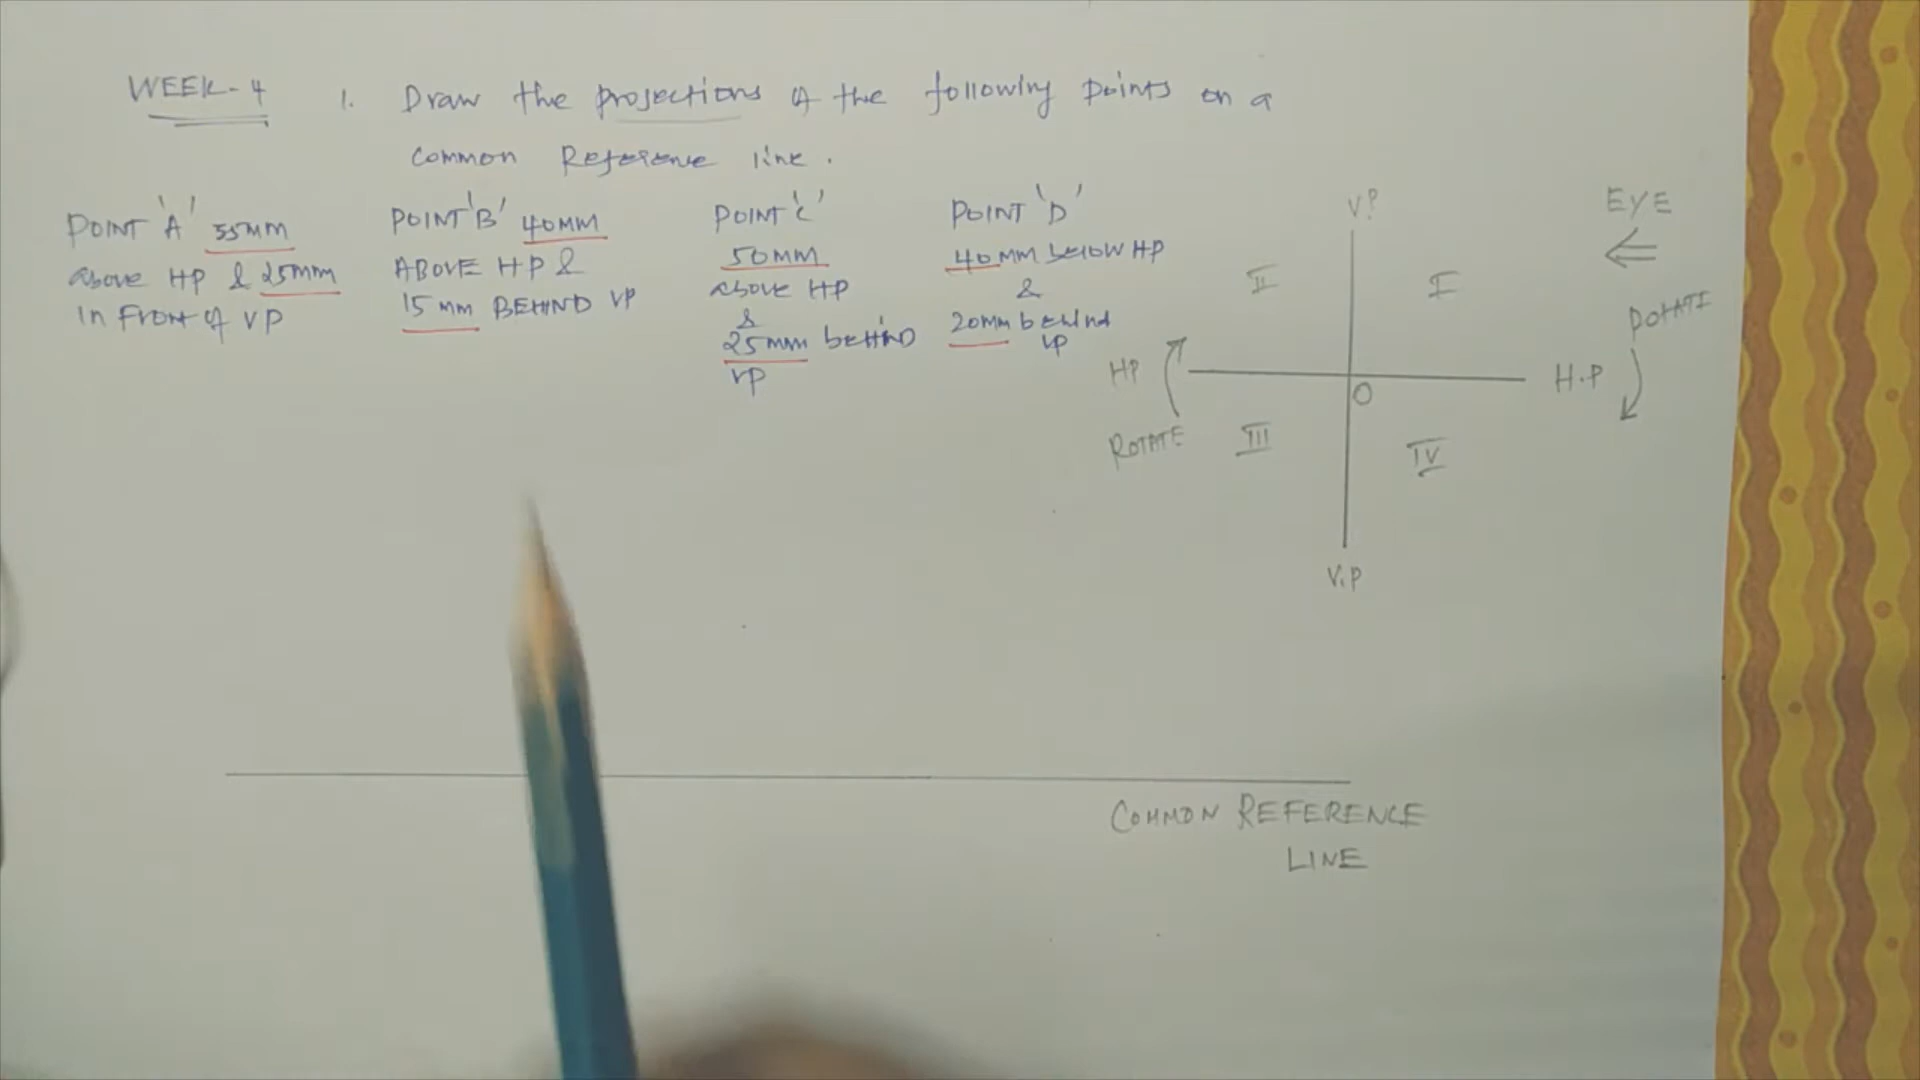 WEEK-4
1. Draw the projections of the following points on a
common Reference line.
POINT 'A' 35MM
above HP & 25mm
in Front of VP
POINT 'B' 40MM
ABOVE HP &
15 mm BEHIND VP
POINT 'C'
50MM
above HP
&
25mm behind
VP
POINT 'D'
40MM below HP
&
20mm behind
VP
V.P
EYE
II
I
ROTATE
HP
H.P
O
ROTATE
III
IV
V.P
COMMON REFERENCE
LINE